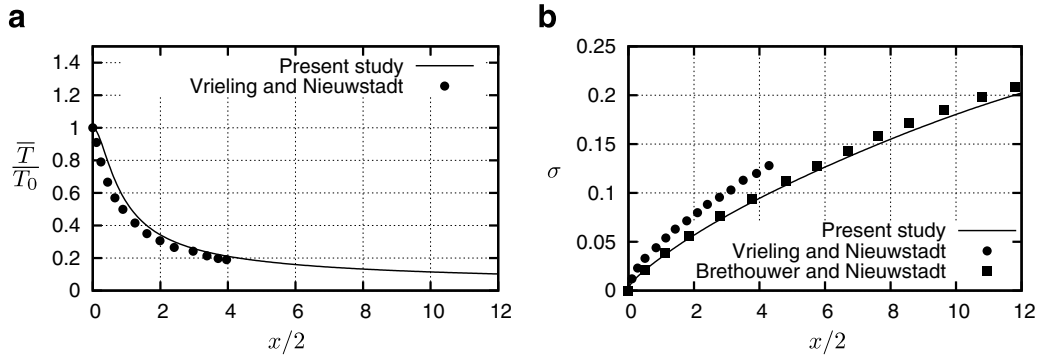 a
1.4
1.2
1
0.8
0.6
0.4
0.2
0
T̅/T₀
Present study
Vrieling and Nieuwstadt
0 2 4 6 8 10 12
x/2
b
0.25
0.2
0.15
0.1
0.05
0
σ
Present study
Vrieling and Nieuwstadt
Brethouwer and Nieuwstadt
0 2 4 6 8 10 12
x/2